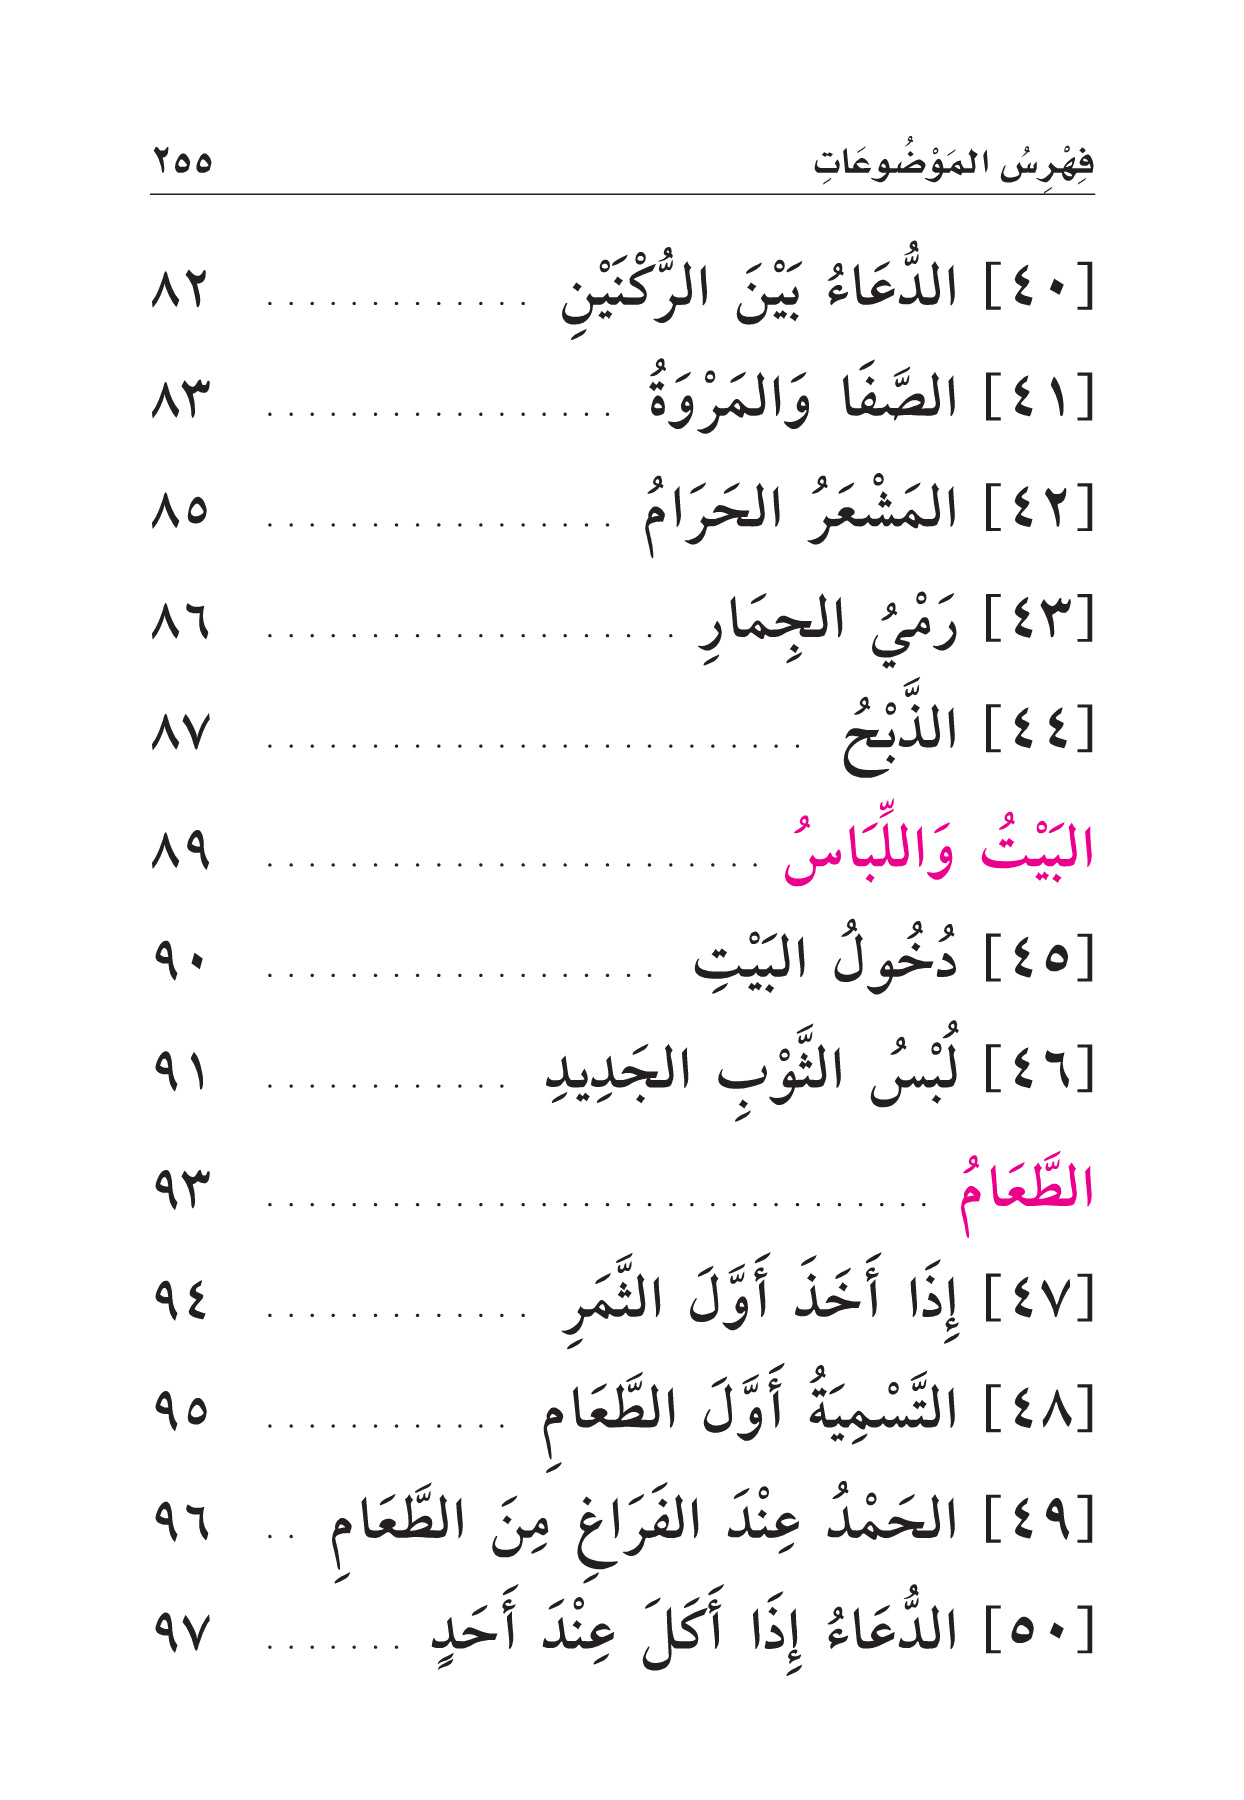 فِهْرِسُ المَوْضُوعَاتِ ٢٥٥
[٤٠] الدُّعَاءُ بَيْنَ الرُّكْنَيْنِ . . . . . . . . . . . . . ٨٢
[٤١] الصَّفَا وَالمَرْوَةُ . . . . . . . . . . . . . . . . . ٨٣
[٤٢] المَشْعَرُ الحَرَامُ . . . . . . . . . . . . . . . . . ٨٥
[٤٣] رَمْيُ الجِمَارِ . . . . . . . . . . . . . . . . . . . . ٨٦
[٤٤] الذَّبْحُ . . . . . . . . . . . . . . . . . . . . . . . . . . ٨٧
البَيْتُ وَاللِّبَاسُ . . . . . . . . . . . . . . . . . . . . . . . . ٨٩
[٤٥] دُخُولُ البَيْتِ . . . . . . . . . . . . . . . . . . . ٩٠
[٤٦] لُبْسُ الثَّوْبِ الجَدِيدِ . . . . . . . . . . . . ٩١
الطَّعَامُ . . . . . . . . . . . . . . . . . . . . . . . . . . . . . . . . ٩٣
[٤٧] إِذَا أَخَذَ أَوَّلَ الثَّمَرِ . . . . . . . . . . . . . ٩٤
[٤٨] التَّسْمِيَةُ أَوَّلَ الطَّعَامِ . . . . . . . . . . . . ٩٥
[٤٩] الحَمْدُ عِنْدَ الفَرَاغِ مِنَ الطَّعَامِ . . ٩٦
[٥٠] الدُّعَاءُ إِذَا أَكَلَ عِنْدَ أَحَدٍ . . . . . . . ٩٧